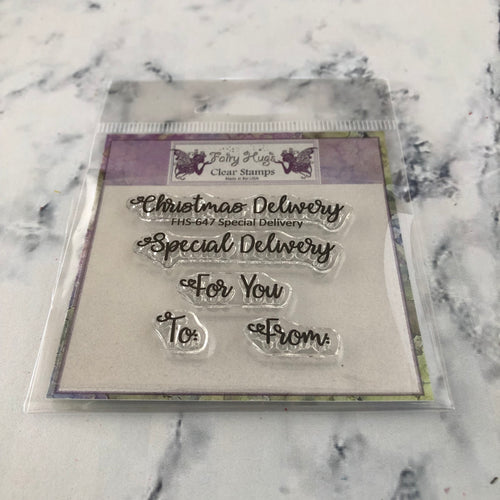 Fairy Hugs
Clear Stamps
Made in the USA
Christmas Delivery
FHS-647 Special Delivery
Special Delivery
For You
To:
From: